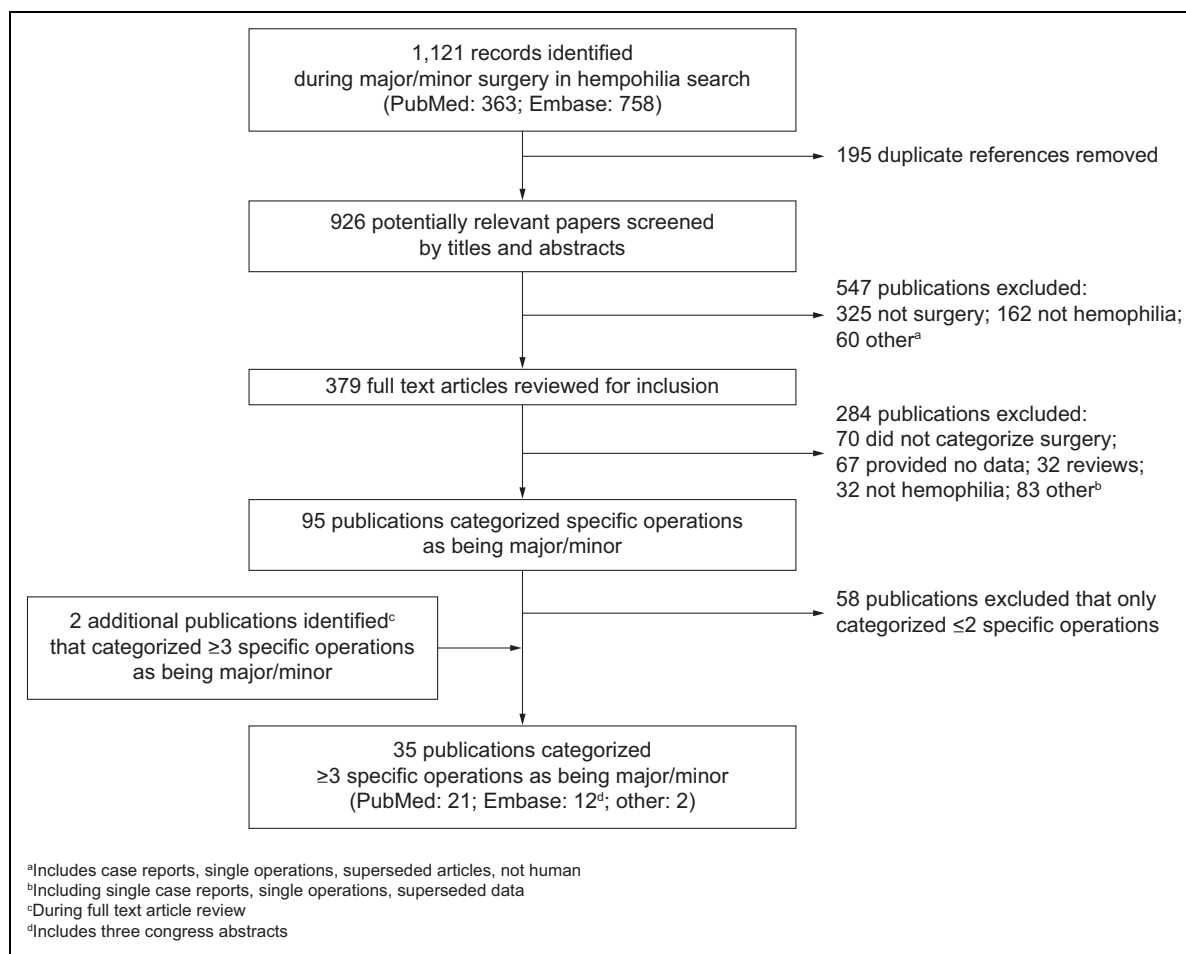 1,121 records identified
during major/minor surgery in hempohilia search
(PubMed: 363; Embase: 758)
195 duplicate references removed
926 potentially relevant papers screened
by titles and abstracts
547 publications excluded:
325 not surgery; 162 not hemophilia;
60 otherᵃ
379 full text articles reviewed for inclusion
284 publications excluded:
70 did not categorize surgery;
67 provided no data; 32 reviews;
32 not hemophilia; 83 otherᵇ
95 publications categorized specific operations
as being major/minor
58 publications excluded that only
categorized ≤2 specific operations
2 additional publications identifiedᶜ
that categorized ≥3 specific operations
as being major/minor
35 publications categorized
≥3 specific operations as being major/minor
(PubMed: 21; Embase: 12ᵈ; other: 2)
ᵃIncludes case reports, single operations, superseded articles, not human
ᵇIncluding single case reports, single operations, superseded data
ᶜDuring full text article review
ᵈIncludes three congress abstracts